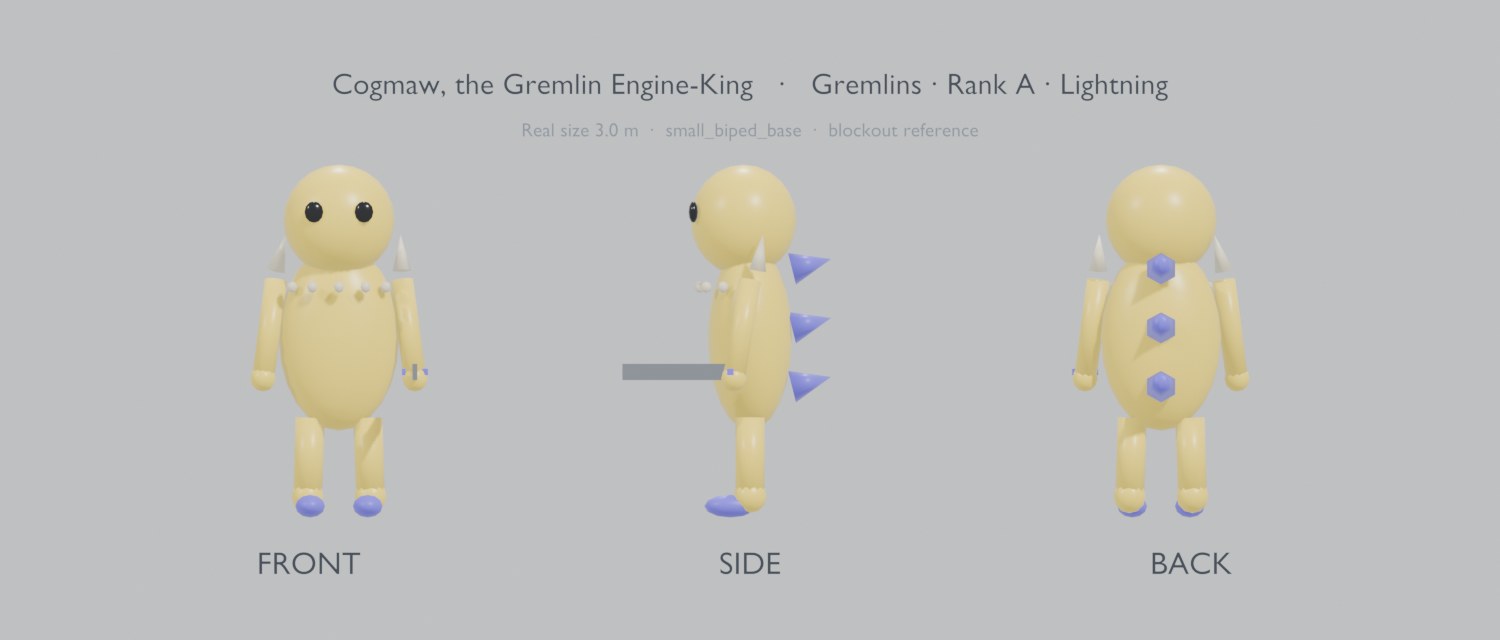 Cogmaw, the Gremlin Engine-King · Gremlins · Rank A · Lightning
Real size 3.0 m · small_biped_base · blockout reference
FRONT SIDE BACK